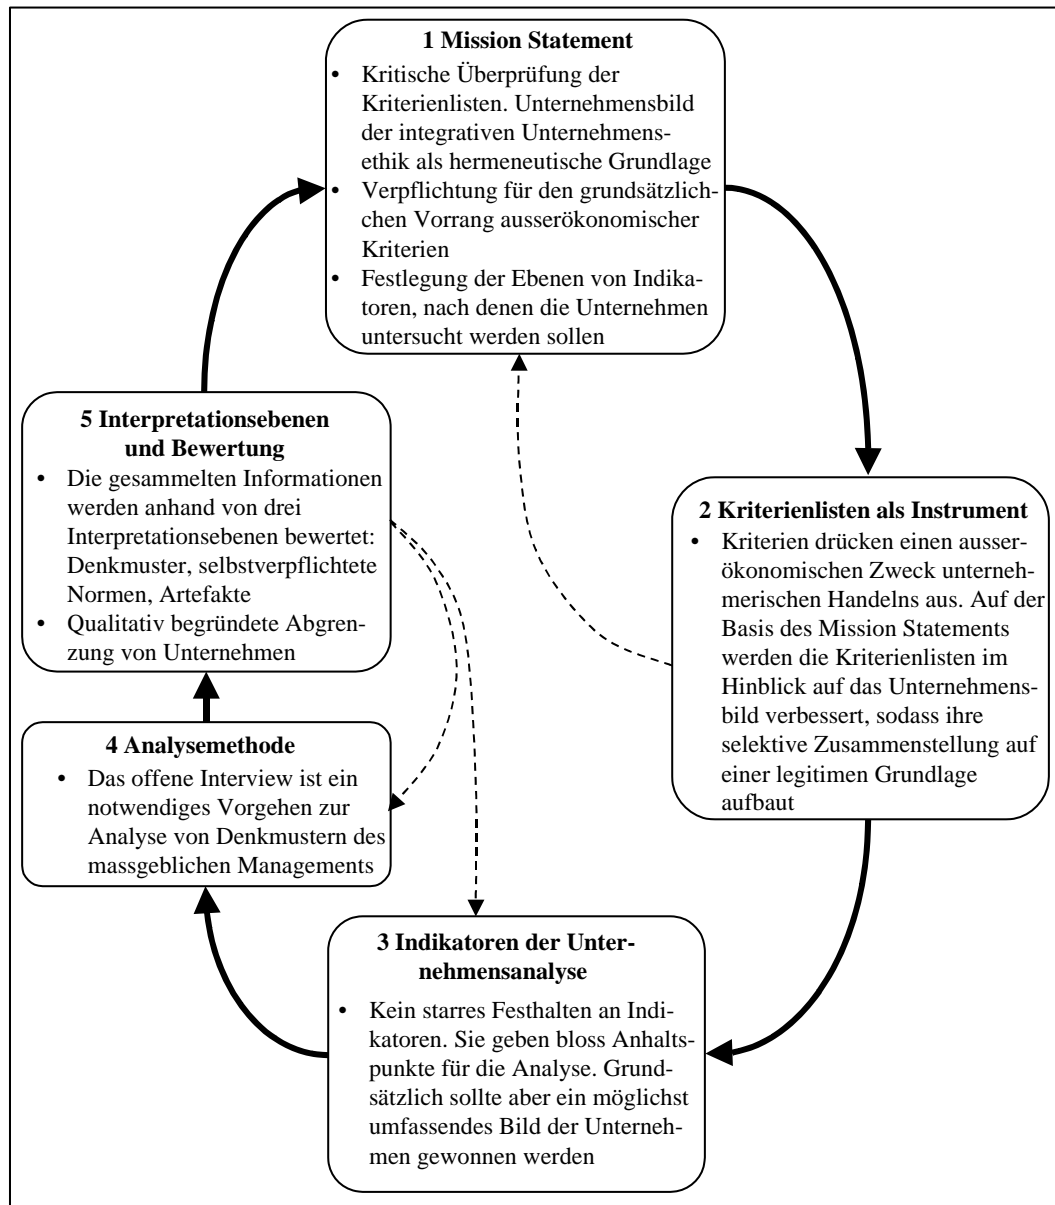 1 Mission Statement
• Kritische Überprüfung der
Kriterienlisten. Unternehmensbild
der integrativen Unternehmens-
ethik als hermeneutische Grundlage
• Verpflichtung für den grundsätzlich-
chen Vorrang ausserökonomischer
Kriterien
• Festlegung der Ebenen von Indika-
toren, nach denen die Unternehmen
untersucht werden sollen
2 Kriterienlisten als Instrument
• Kriterien drücken einen ausser-
ökonomischen Zweck unterneh-
merischen Handelns aus. Auf der
Basis des Mission Statements
werden die Kriterienlisten im
Hinblick auf das Unternehmens-
bild verbessert, sodass ihre
selektive Zusammenstellung auf
einer legitimen Grundlage
aufbaut
3 Indikatoren der Unter-
nehmensanalyse
• Kein starres Festhalten an Indi-
katoren. Sie geben bloss Anhalts-
punkte für die Analyse. Grund-
sätzlich sollte aber ein möglichst
umfassendes Bild der Unterneh-
men gewonnen werden
4 Analysemethode
• Das offene Interview ist ein
notwendiges Vorgehen zur
Analyse von Denkmustern des
massgeblichen Managements
5 Interpretationsebenen
und Bewertung
• Die gesammelten Informationen
werden anhand von drei
Interpretationsebenen bewertet:
Denkmuster, selbstverpflichtete
Normen, Artefakte
• Qualitativ begründete Abgren-
zung von Unternehmen